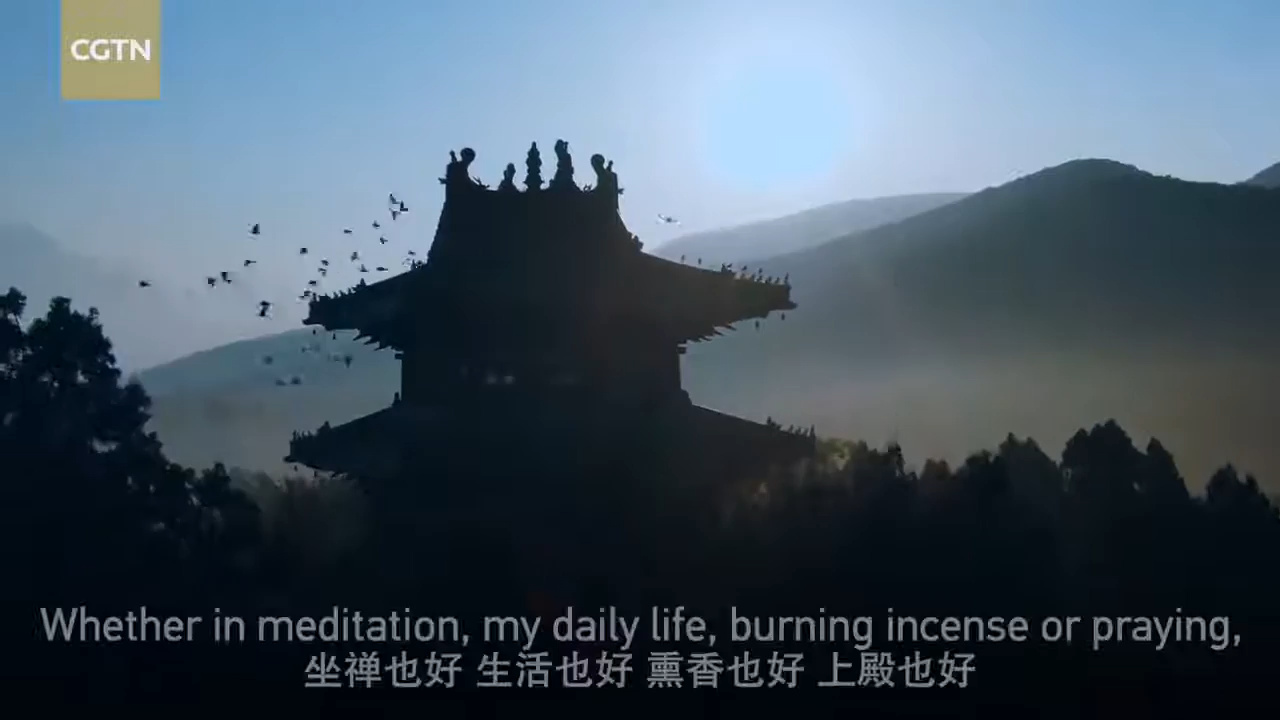 CGTN
Whether in meditation, my daily life, burning incense or praying,
坐禅也好 生活也好 熏香也好 上殿也好